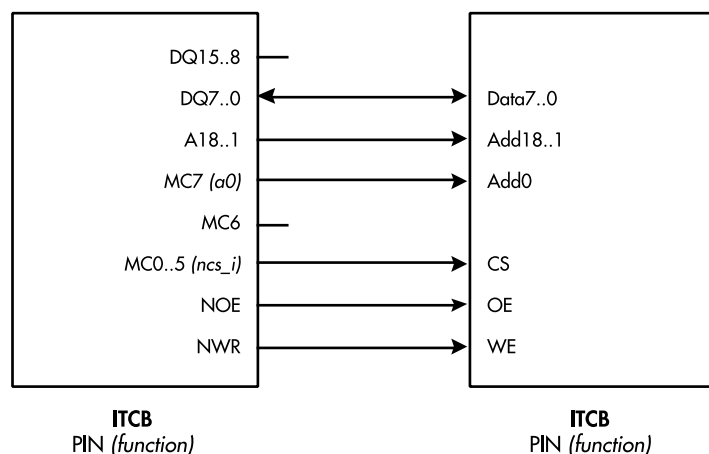 DQ15..8
DQ7..0 Data7..0
A18..1 Add18..1
MC7 (a0) Add0
MC6
MC0..5 (ncs_i) CS
NOE OE
NWR WE
ITCB ITCB
PIN (function) PIN (function)